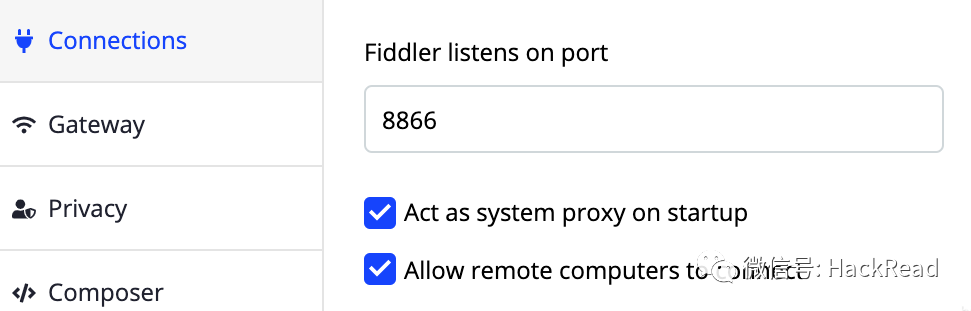 Connections
Gateway
Privacy
Composer
Fiddler listens on port
8866
Act as system proxy on startup
Allow remote computers to connect
微信号: HackRead